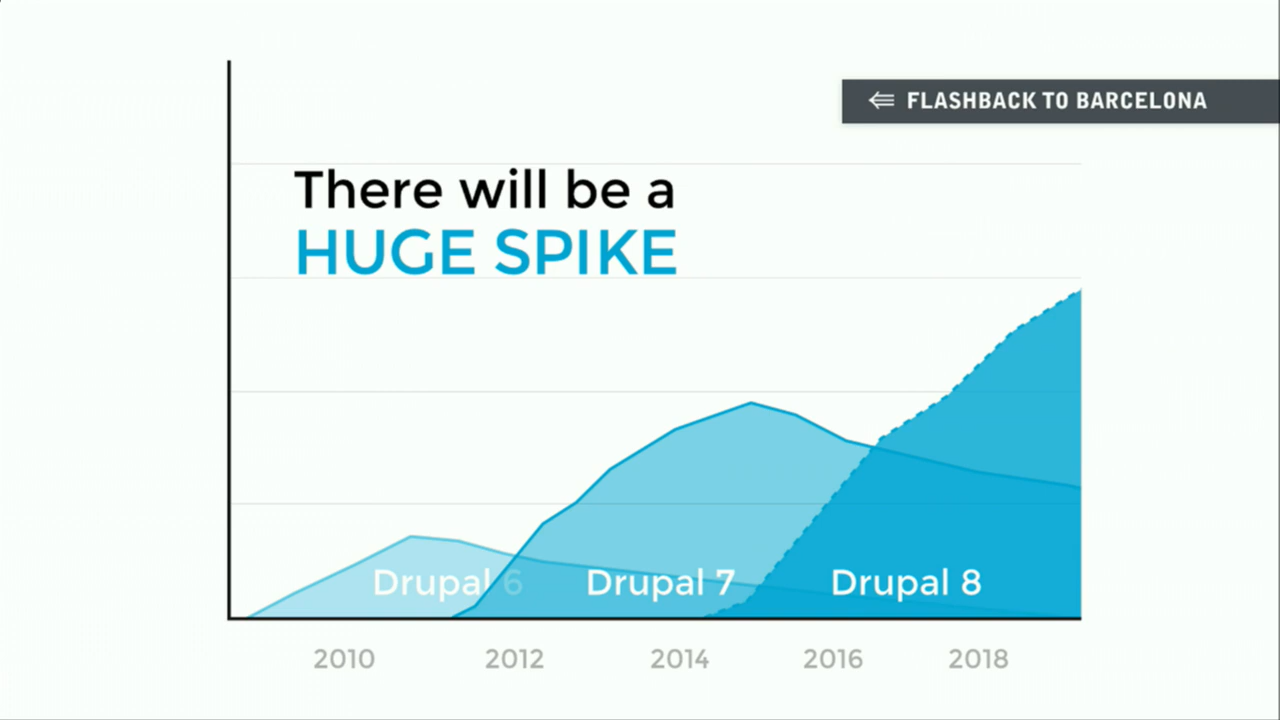 ⇐ FLASHBACK TO BARCELONA
There will be a
HUGE SPIKE
Drupal 6 Drupal 7 Drupal 8
2010 2012 2014 2016 2018